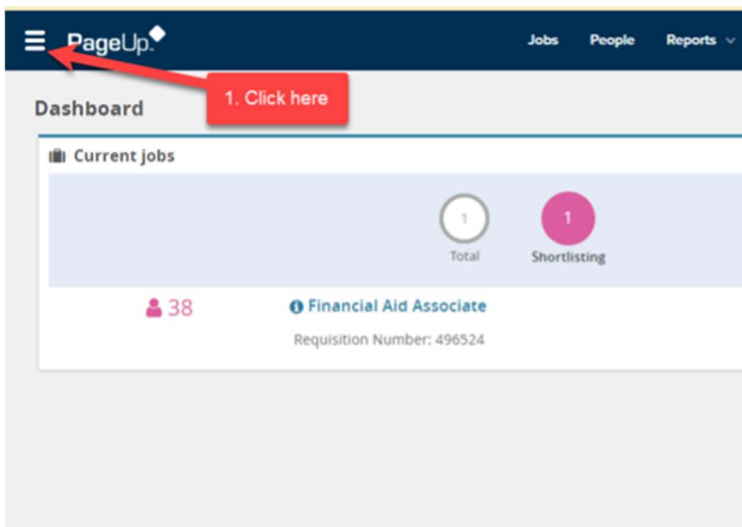 PageUp.
Jobs People Reports
1. Click here
Dashboard
Current jobs
1 1
Total Shortlisting
38 Financial Aid Associate
Requisition Number: 496524